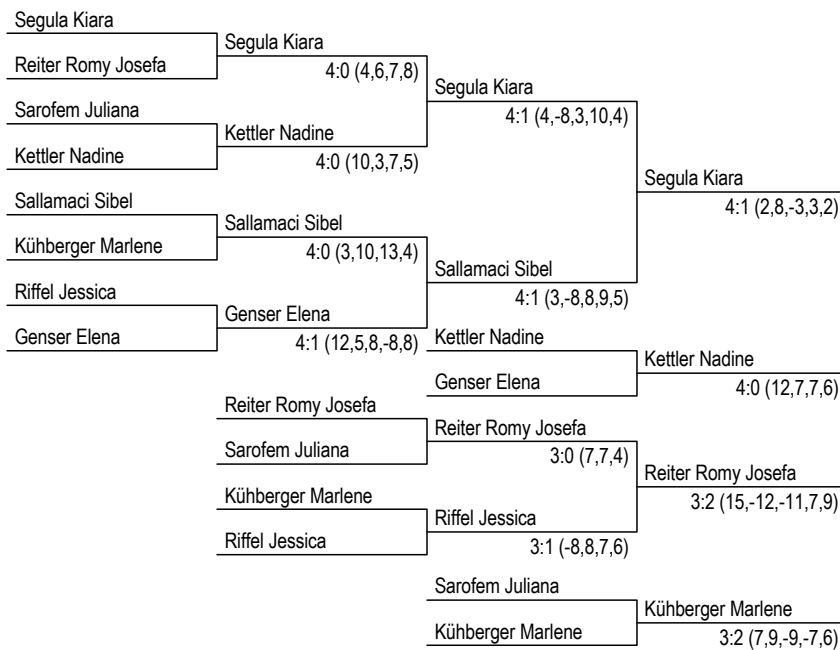 Segula Kiara
Segula Kiara
Reiter Romy Josefa
4:0 (4,6,7,8)
Segula Kiara
Sarofem Juliana
4:1 (4,-8,3,10,4)
Kettler Nadine
Kettler Nadine
4:0 (10,3,7,5)
Segula Kiara
Sallamaci Sibel
4:1 (2,8,-3,3,2)
Sallamaci Sibel
Kühberger Marlene
4:0 (3,10,13,4)
Sallamaci Sibel
Riffel Jessica
4:1 (3,-8,8,9,5)
Genser Elena
Genser Elena
4:1 (12,5,8,-8,8)
Kettler Nadine
Kettler Nadine
Genser Elena
4:0 (12,7,7,6)
Reiter Romy Josefa
Reiter Romy Josefa
Sarofem Juliana
3:0 (7,7,4)
Reiter Romy Josefa
Kühberger Marlene
3:2 (15,-12,-11,7,9)
Riffel Jessica
Riffel Jessica
3:1 (-8,8,7,6)
Sarofem Juliana
Kühberger Marlene
Kühberger Marlene
3:2 (7,9,-9,-7,6)